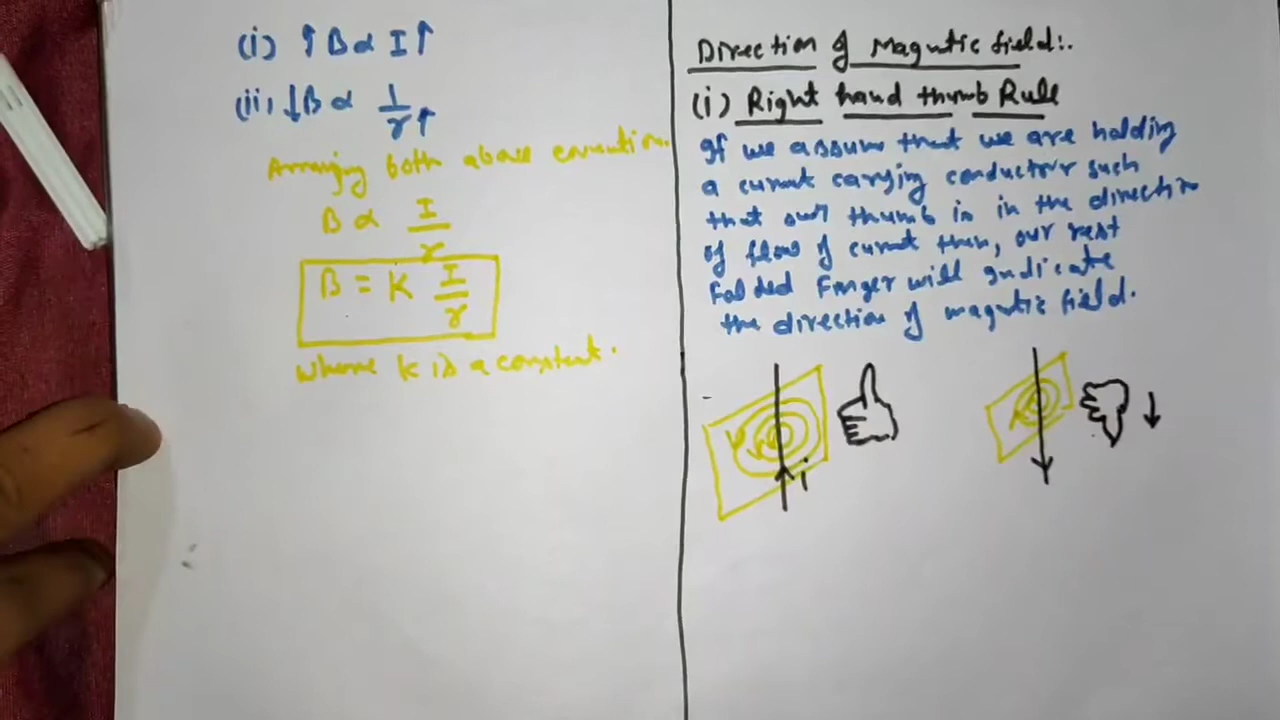 (i) ↑ B ∝ I ↑
(ii) ↓B ∝ 1/r ↑
Arranging both above
B ∝ I/r
B = K I/r
Where K is a constant.
Direction of Magnetic field:.
(i) Right hand thumb Rule
If we assume that we are holding
a current carrying conductor such
that our thumb is in the direction
of flow of current then, our rest
folded Finger will indicate
the direction of magnetic field.
i